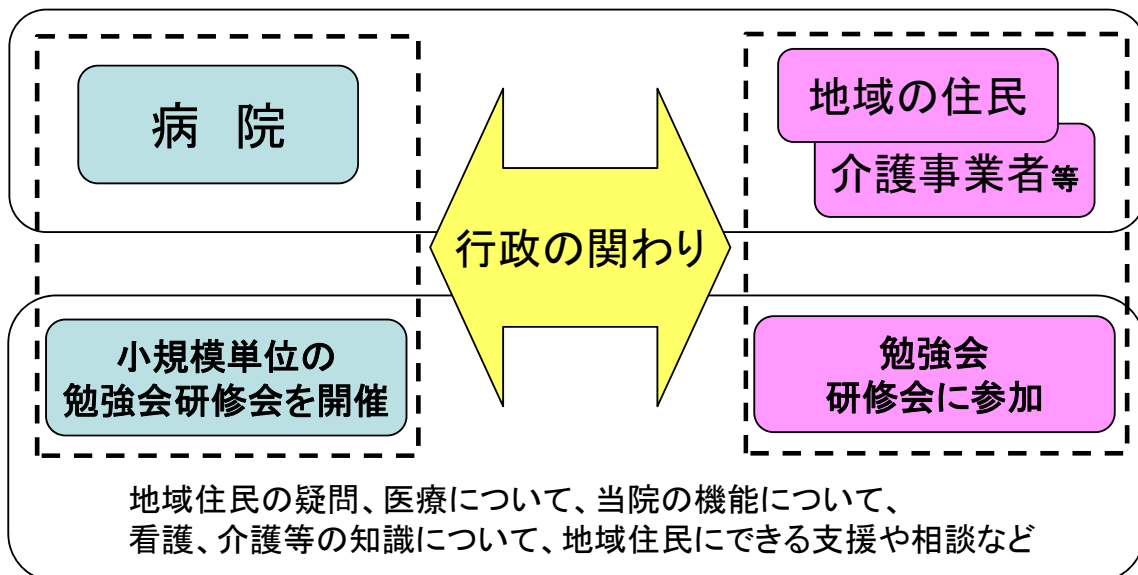 病 院
地域の住民
介護事業者等
行政の関わり
小規模単位の
勉強会研修会を開催
勉強会
研修会に参加
地域住民の疑問、医療について、当院の機能について、
看護、介護等の知識について、地域住民にできる支援や相談など